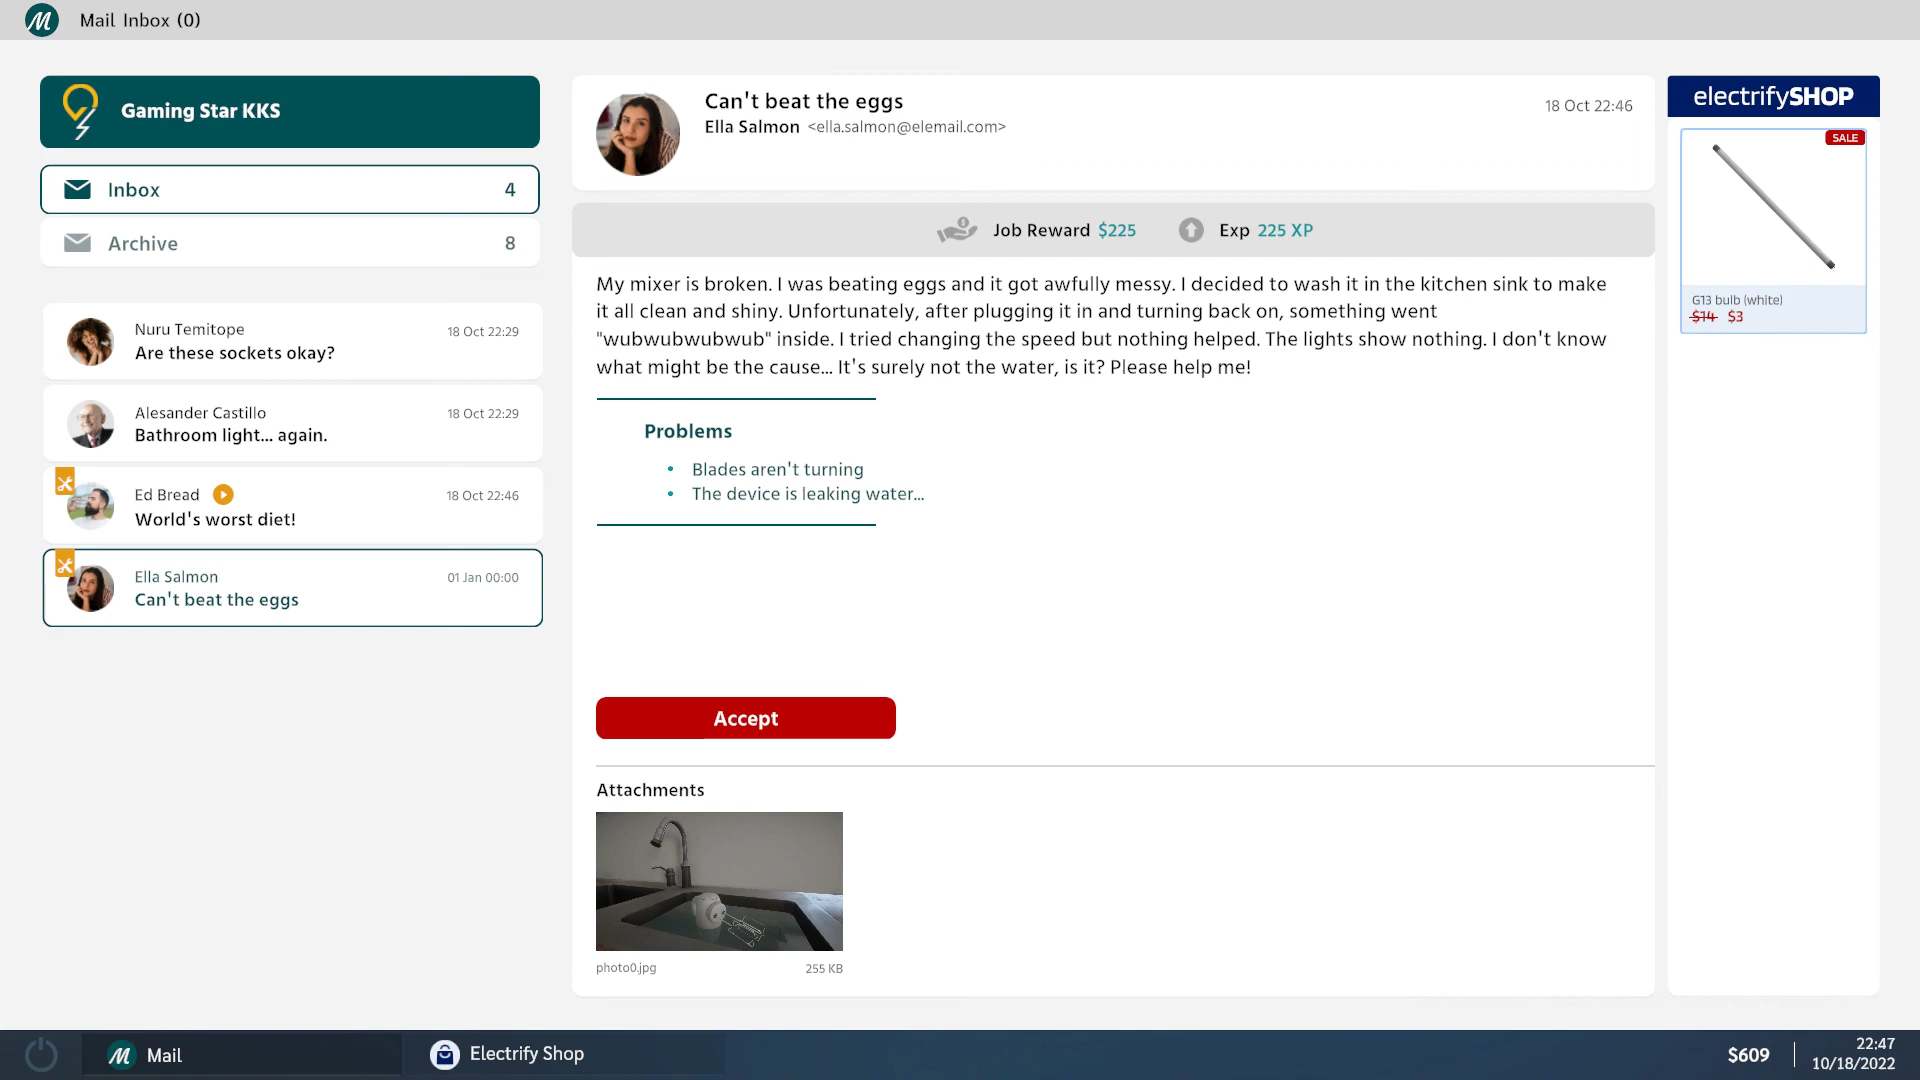 Mail Inbox (0)
Gaming Star KKS
Inbox 4
Archive 8
Nuru Temitope 18 Oct 22:29
Are these sockets okay?
Alesander Castillo 18 Oct 22:29
Bathroom light... again.
Ed Bread 18 Oct 22:46
World's worst diet!
Ella Salmon 01 Jan 00:00
Can't beat the eggs
Can't beat the eggs 18 Oct 22:46
Ella Salmon <ella.salmon@elemail.com>
Job Reward $225 Exp 225 XP
My mixer is broken. I was beating eggs and it got awfully messy. I decided to wash it in the kitchen sink to make
it all clean and shiny. Unfortunately, after plugging it in and turning back on, something went
"wubwubwubwub" inside. I tried changing the speed but nothing helped. The lights show nothing. I don't know
what might be the cause... It's surely not the water, is it? Please help me!
Problems
• Blades aren't turning
• The device is leaking water...
Accept
Attachments
photo0.jpg 255 KB
electrifySHOP
SALE
G13 bulb (white)
$14 $3
Mail
Electrify Shop
$609
22:47
10/18/2022